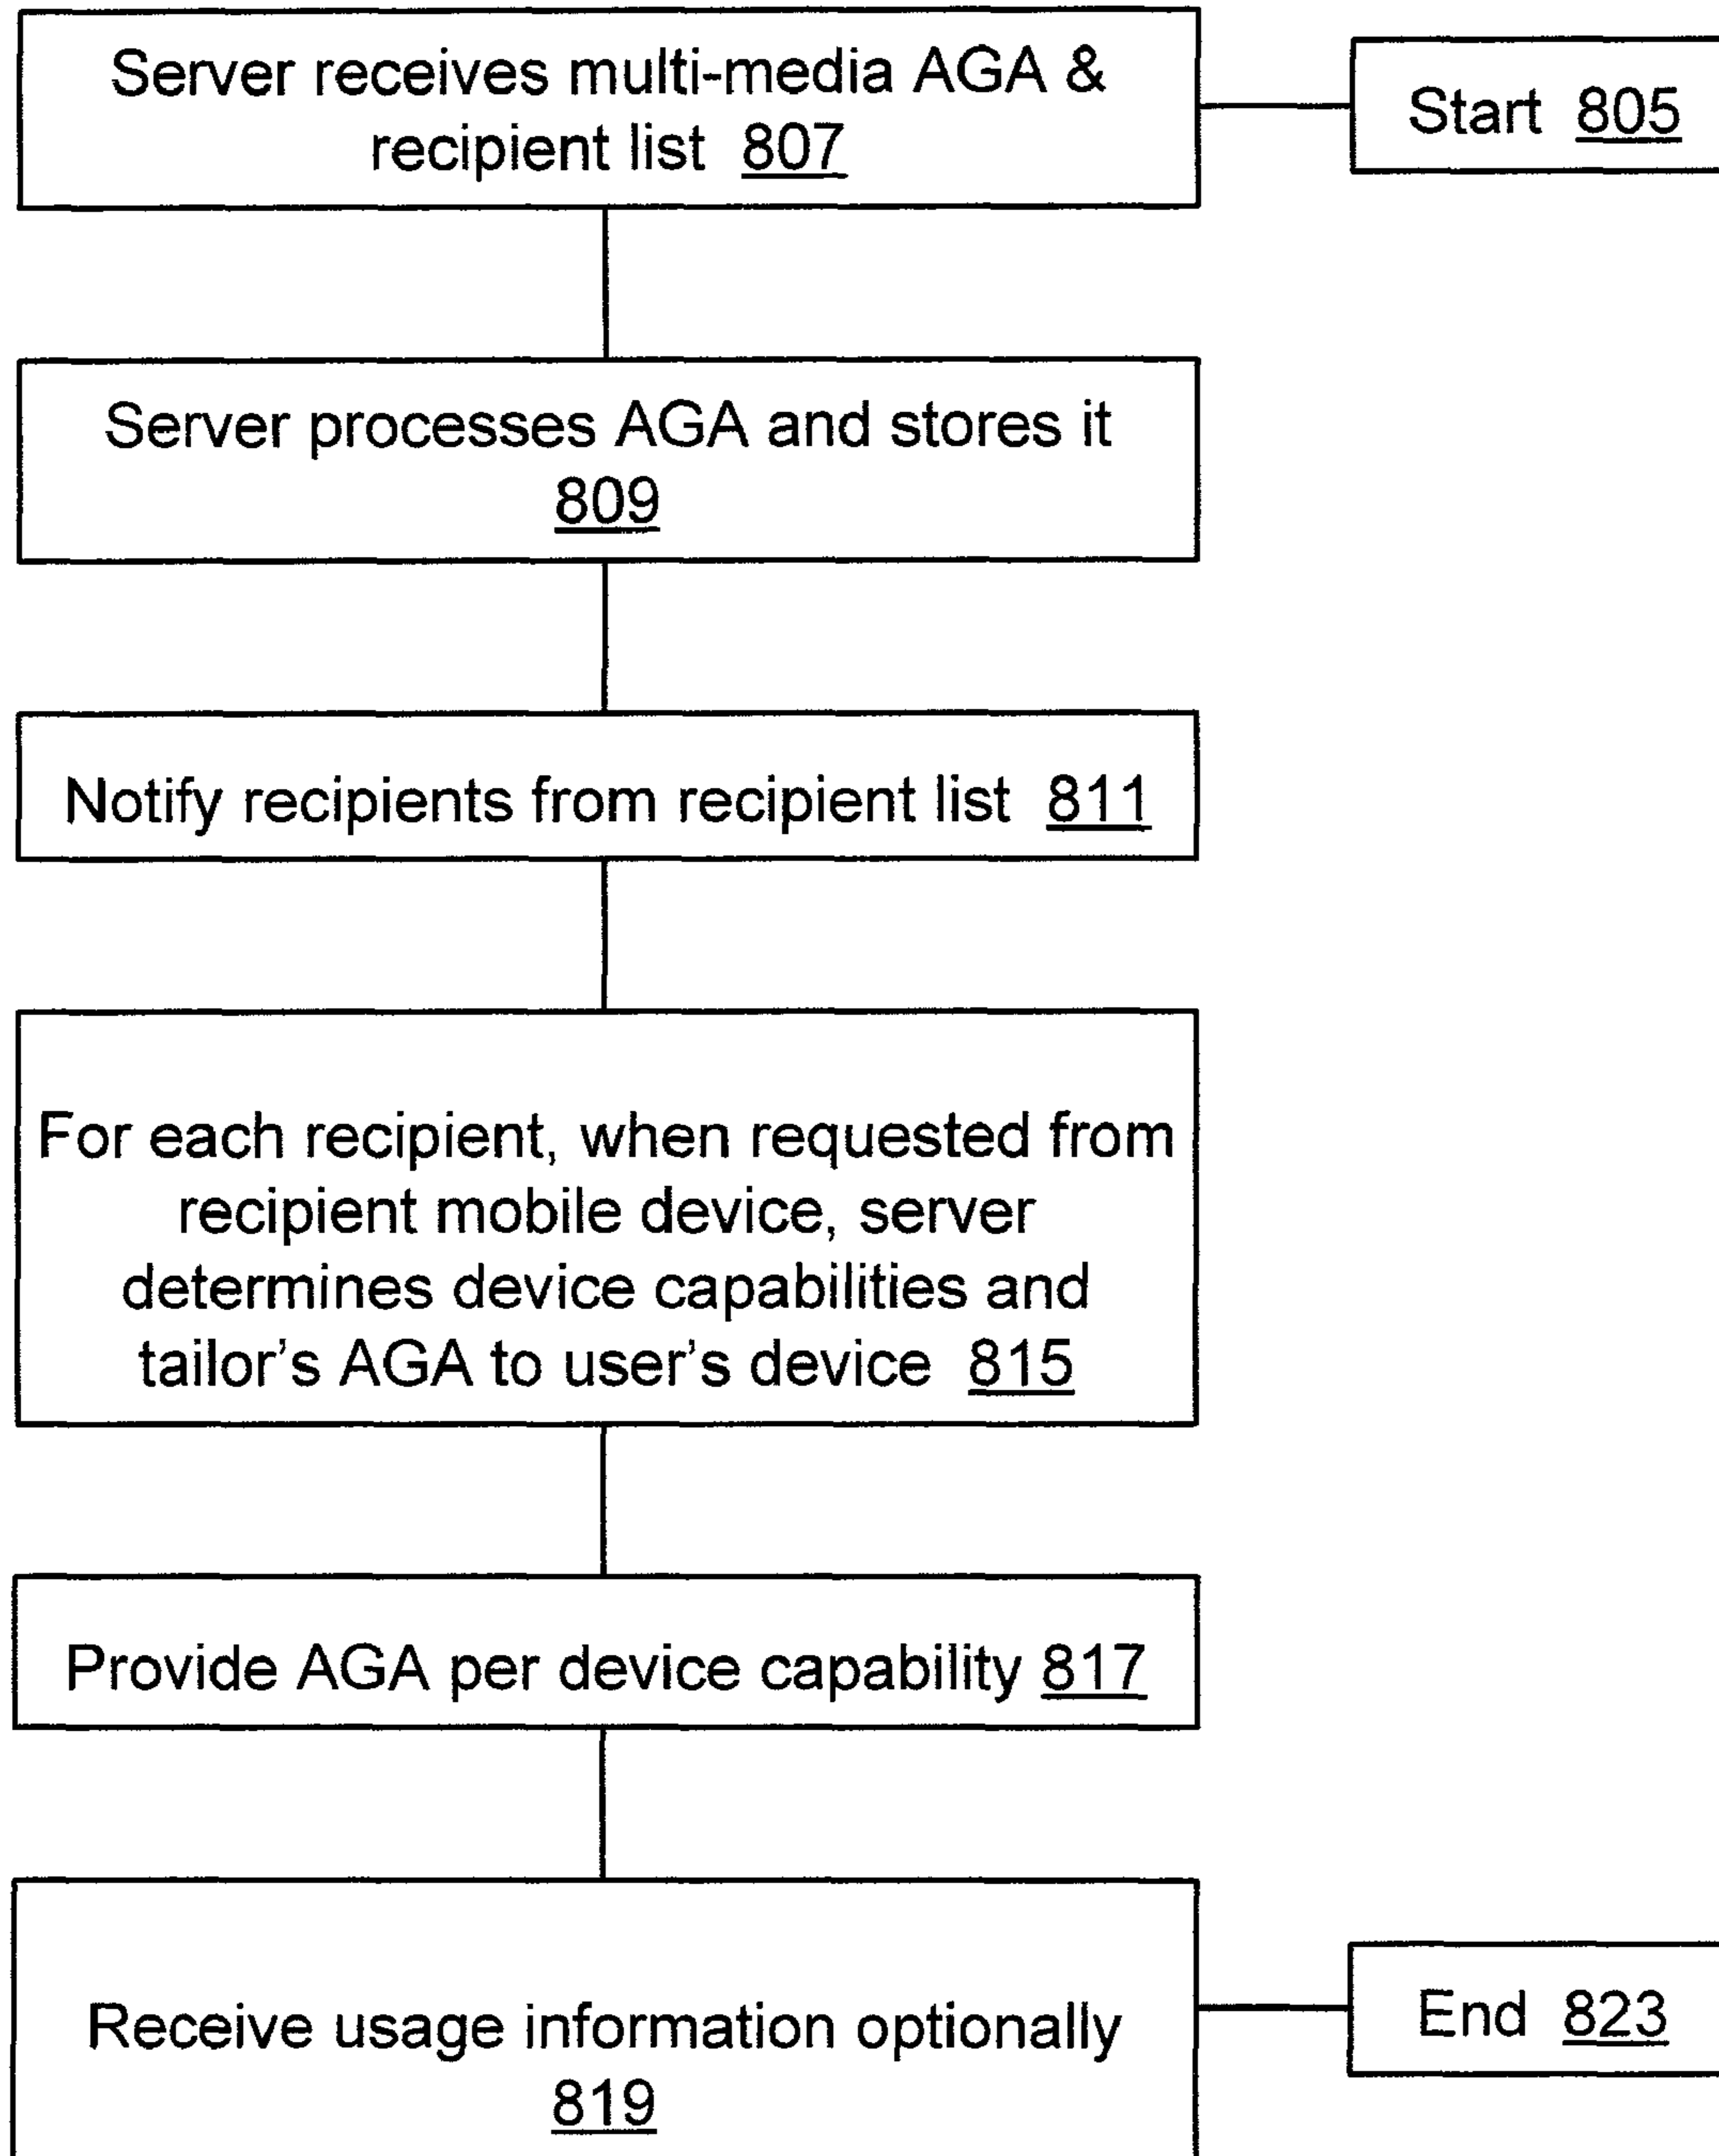 Server receives multi-media AGA &
recipient list 807
Start 805
Server processes AGA and stores it
809
Notify recipients from recipient list 811
For each recipient, when requested from
recipient mobile device, server
determines device capabilities and
tailor's AGA to user's device 815
Provide AGA per device capability 817
Receive usage information optionally
819
End 823